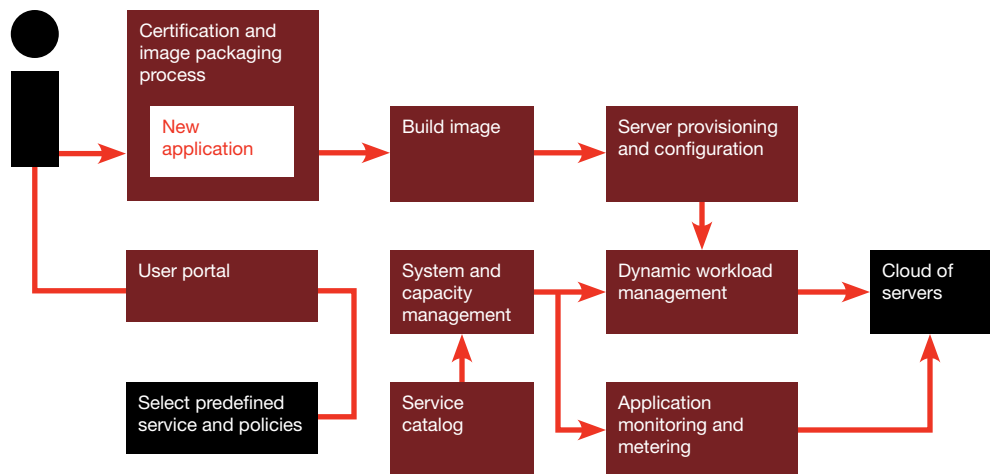 Certification and
image packaging
process
New
application
Build image
Server provisioning
and configuration
User portal
System and
capacity
management
Dynamic workload
management
Cloud of
servers
Select predefined
service and policies
Service
catalog
Application
monitoring and
metering